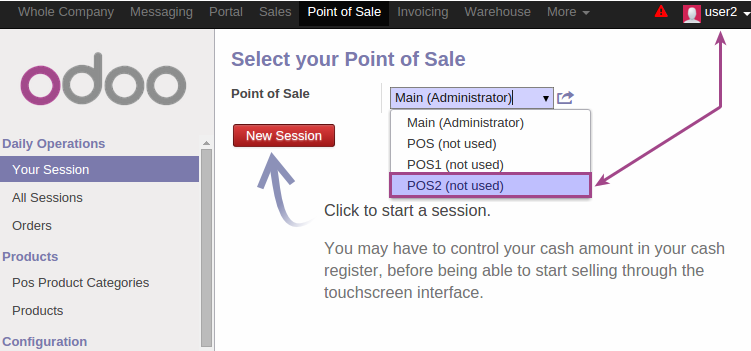 Whole Company Messaging Portal Sales Point of Sale Invoicing Warehouse More user2
odoo
Daily Operations
Your Session
All Sessions
Orders
Products
Pos Product Categories
Products
Configuration
Select your Point of Sale
Point of Sale Main (Administrator)
Main (Administrator)
POS (not used)
POS1 (not used)
POS2 (not used)
New Session
Click to start a session.
You may have to control your cash amount in your cash
register, before being able to start selling through the
touchscreen interface.